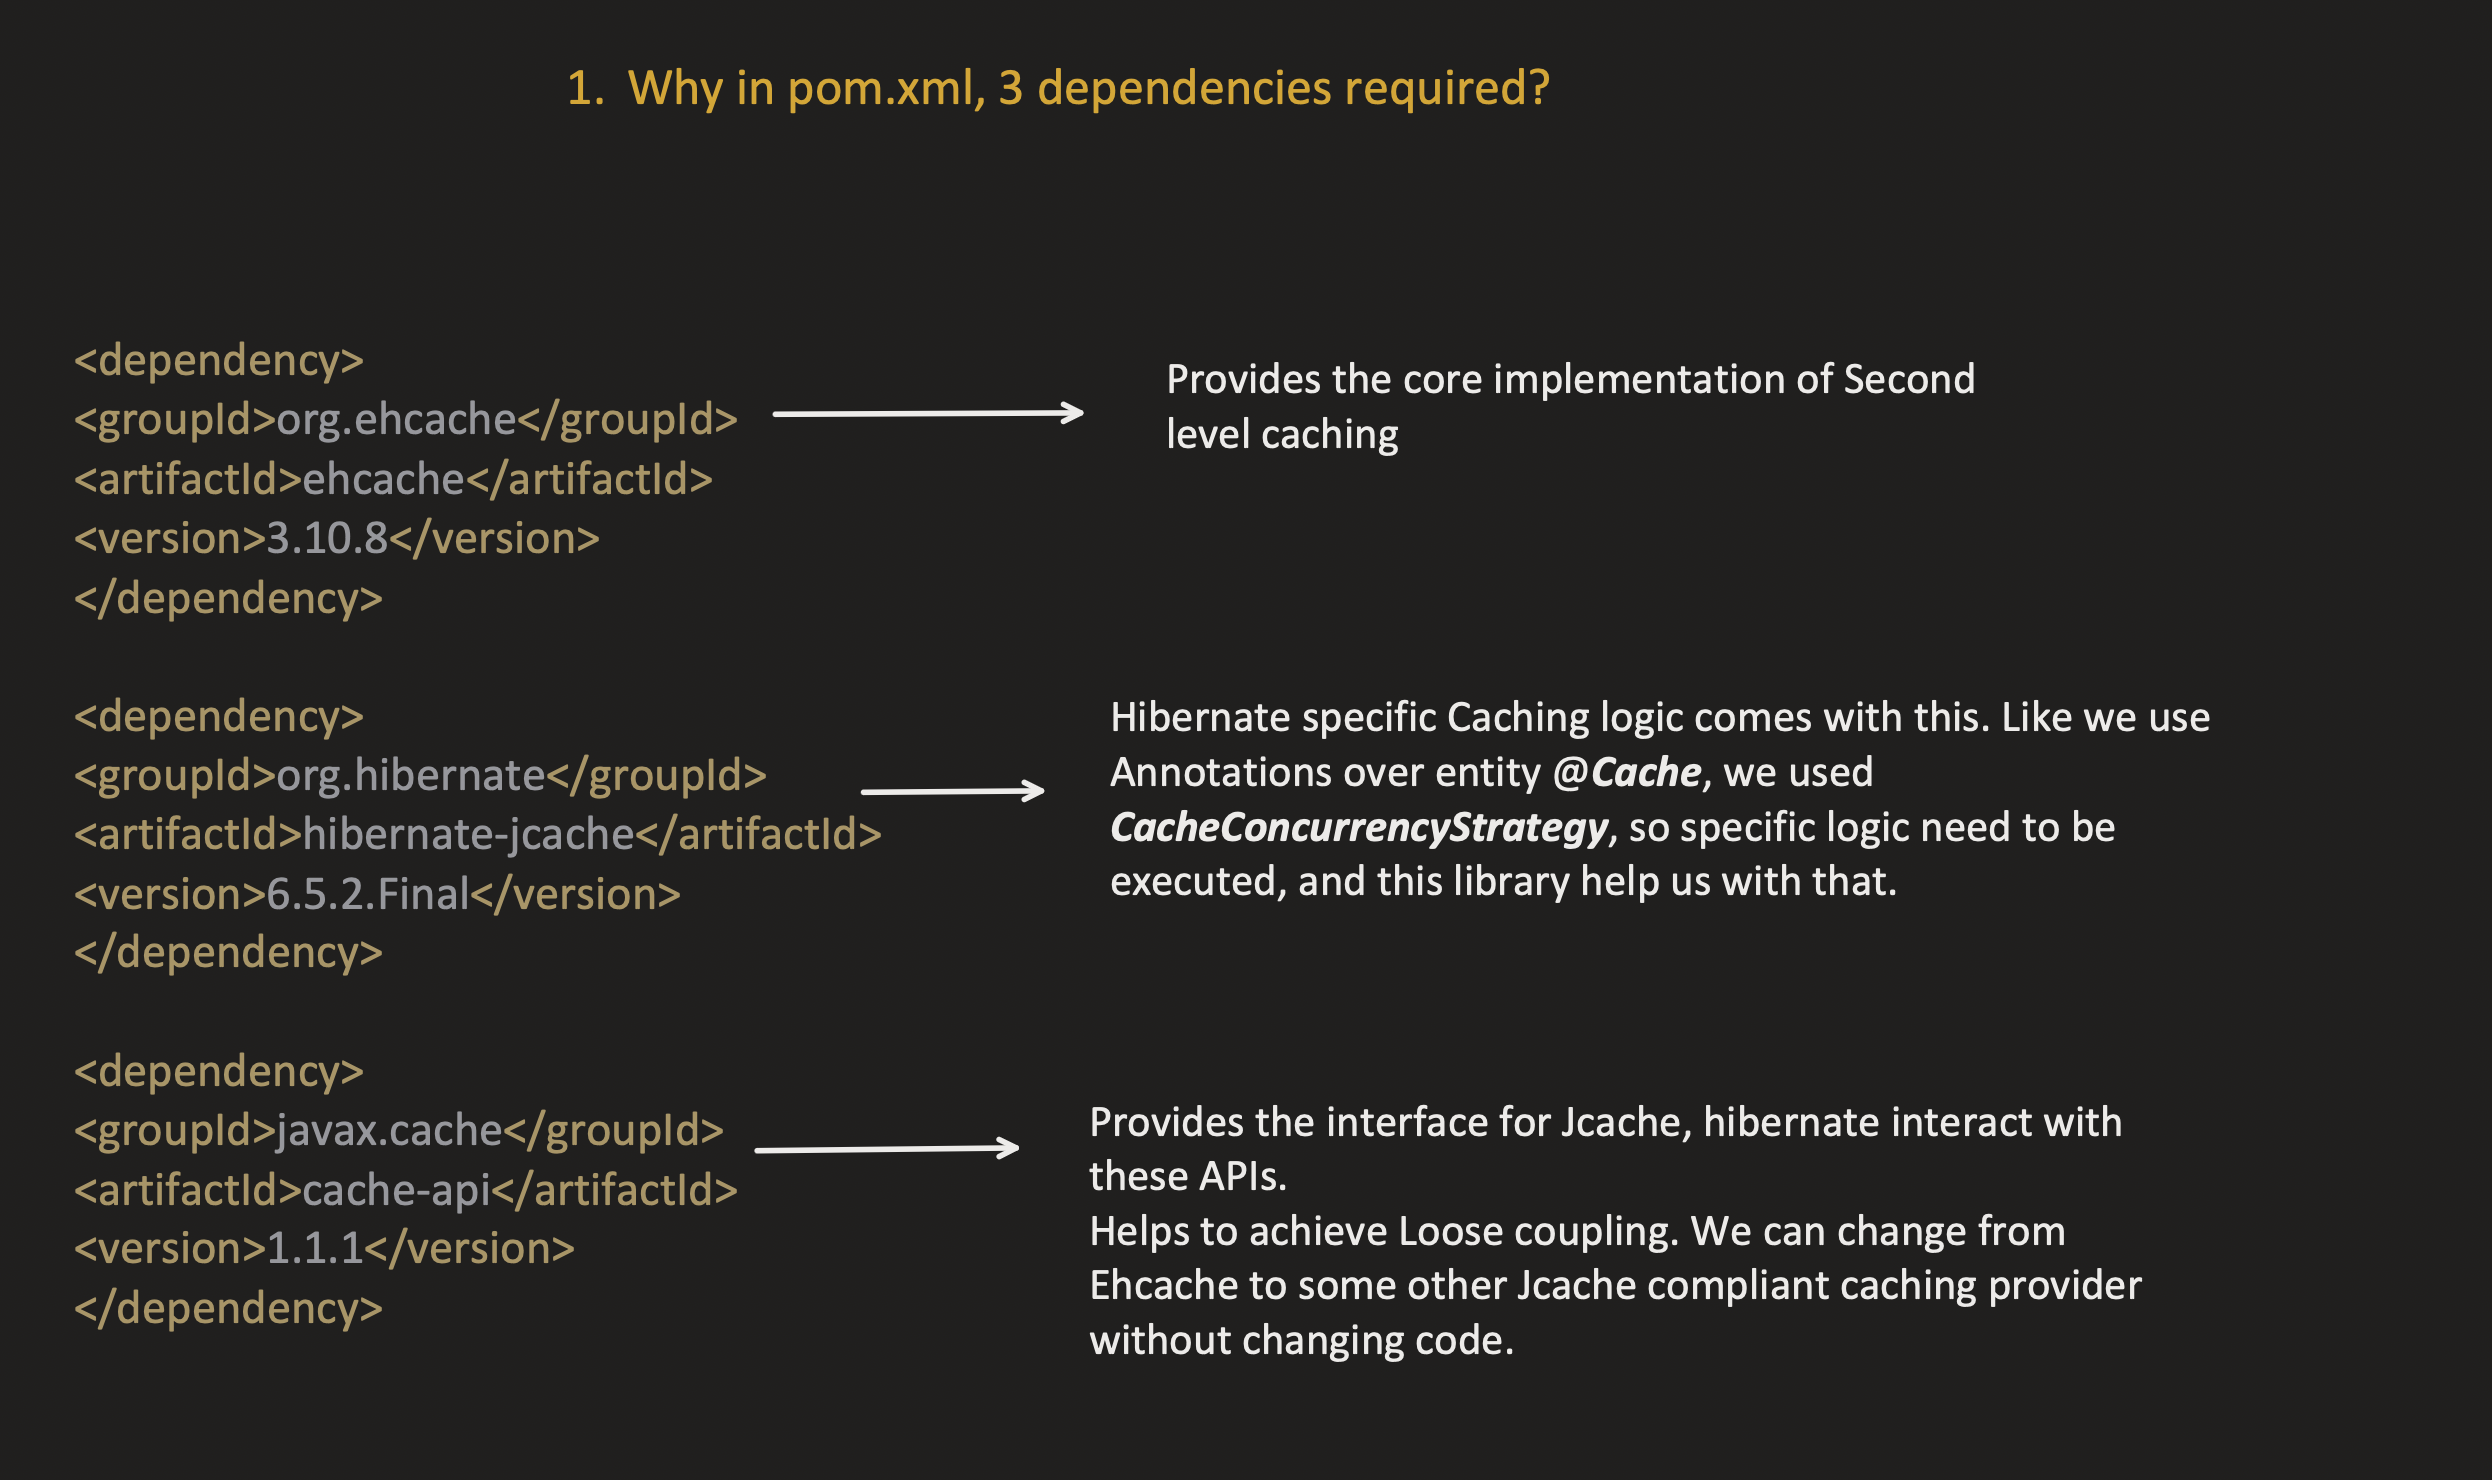 1. Why in pom.xml, 3 dependencies required?
<dependency>
<groupId>org.ehcache</groupId>
<artifactId>ehcache</artifactId>
<version>3.10.8</version>
</dependency>
Provides the core implementation of Second
level caching
<dependency>
<groupId>org.hibernate</groupId>
<artifactId>hibernate-jcache</artifactId>
<version>6.5.2.Final</version>
</dependency>
Hibernate specific Caching logic comes with this. Like we use
Annotations over entity @Cache, we used
CacheConcurrencyStrategy, so specific logic need to be
executed, and this library help us with that.
<dependency>
<groupId>javax.cache</groupId>
<artifactId>cache-api</artifactId>
<version>1.1.1</version>
</dependency>
Provides the interface for Jcache, hibernate interact with
these APIs.
Helps to achieve Loose coupling. We can change from
Ehcache to some other Jcache compliant caching provider
without changing code.